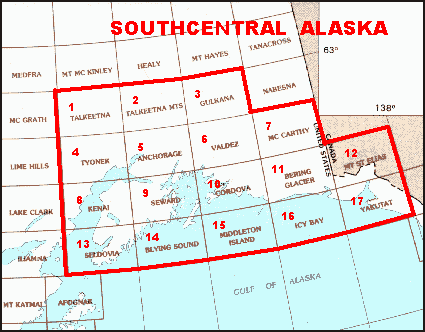 SOUTHCENTRAL ALASKA
TANACROSS
63°
MT HAYES
HEALY
MT MCKINLEY
MEDFRA
NABESNA
3
GULKANA
2
TALKEETNA MTS
1
TALKEETNA
MC GRATH
138°
7
MC CARTHY
CANADA
UNITED STATES
12
MT ST ELIAS
6
VALDEZ
5
ANCHORAGE
4
TYONEK
LIME HILLS
11
BERING
GLACIER
10
CORDOVA
9
SEWARD
8
KENAI
LAKE CLARK
17
YAKUTAT
16
ICY BAY
15
MIDDLETON
ISLAND
14
BLYING SOUND
13
SELDOVIA
ILIAMNA
GULF OF ALASKA
MT KATMAI
AFOGNAK